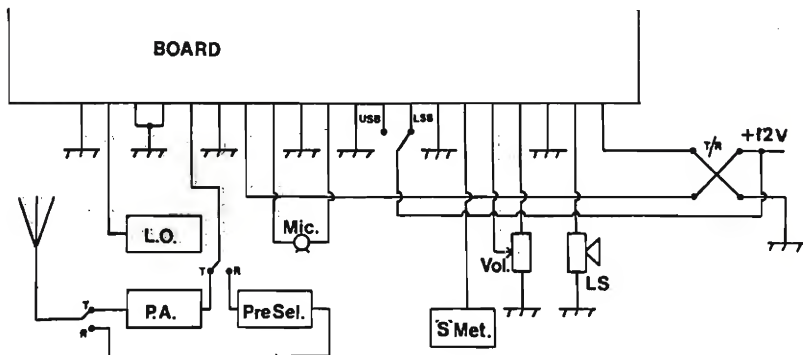 BOARD
USB
LSB
T/R
+12V
L.O.
Mic.
T
R
Vol.
LS
T
P.A.
PreSel.
R
"S" Met.